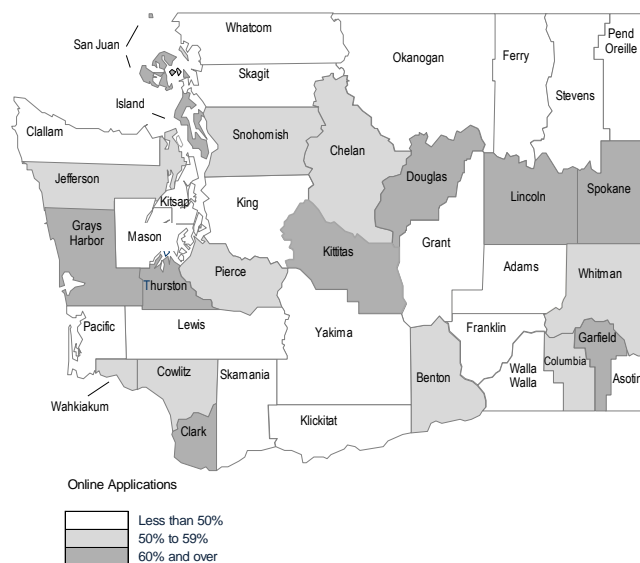 Whatcom
San Juan
Okanogan
Ferry
Pend
Oreille
Skagit
Stevens
Island
Clallam
Snohomish
Chelan
Jefferson
Douglas
Lincoln
Spokane
Kitsap
King
Grays
Harbor
Mason
Kittitas
Grant
Adams
Whitman
Thurston
Pierce
Pacific
Lewis
Yakima
Franklin
Garfield
Columbia
Walla
Walla
Asotin
Cowlitz
Skamania
Benton
Wahkiakum
Clark
Klickitat
Online Applications
Less than 50%
50% to 59%
60% and over